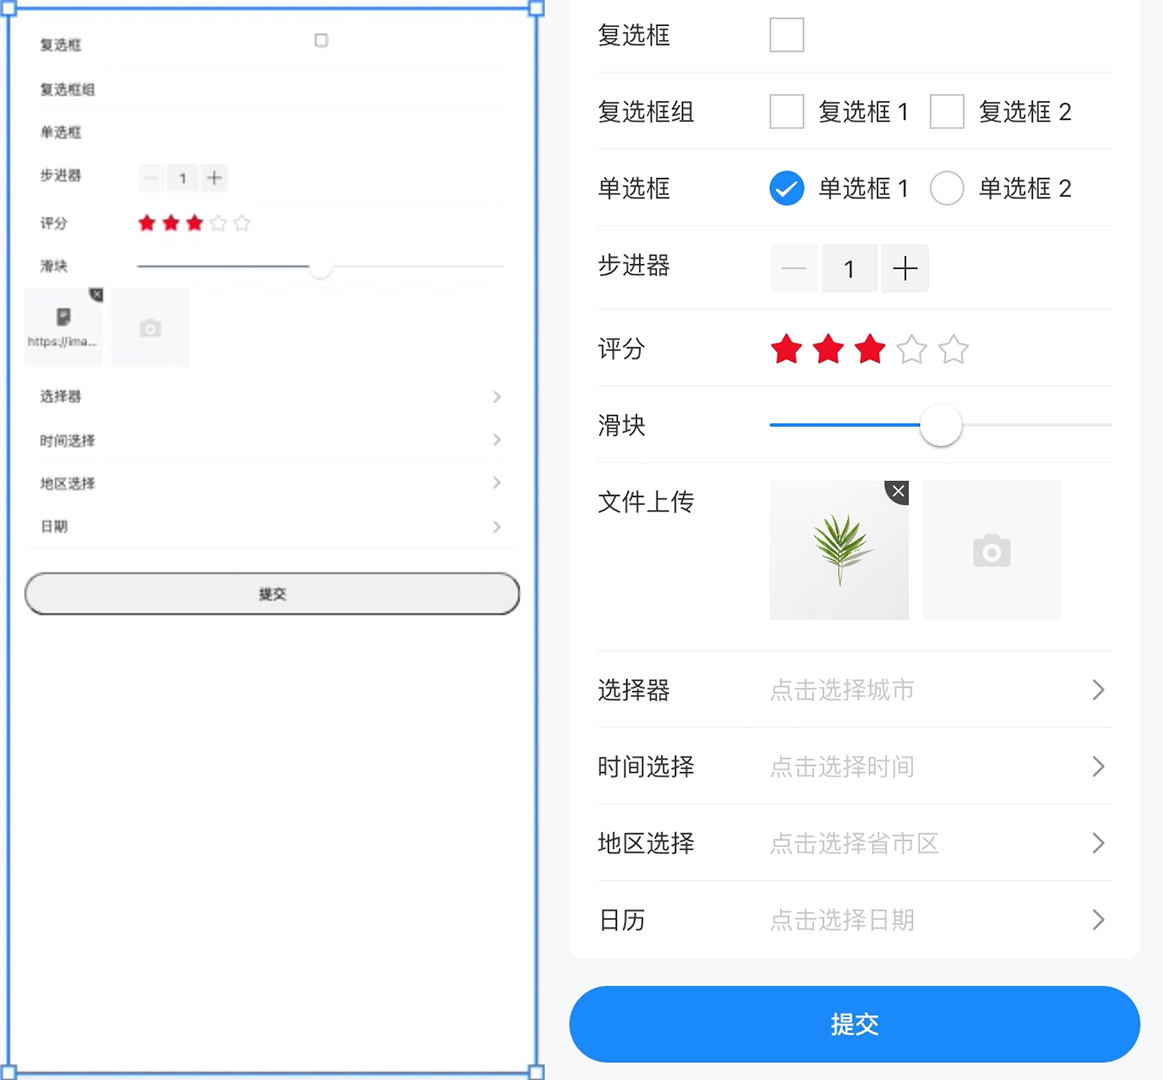 复选框
复选框组
单选框
步进器 1
评分
滑块
https://ima...
选择器
时间选择
地区选择
日期
提交
复选框
复选框组 复选框 1 复选框 2
单选框 单选框 1 单选框 2
步进器 1
评分
滑块
文件上传
选择器 点击选择城市
时间选择 点击选择时间
地区选择 点击选择省市区
日历 点击选择日期
提交